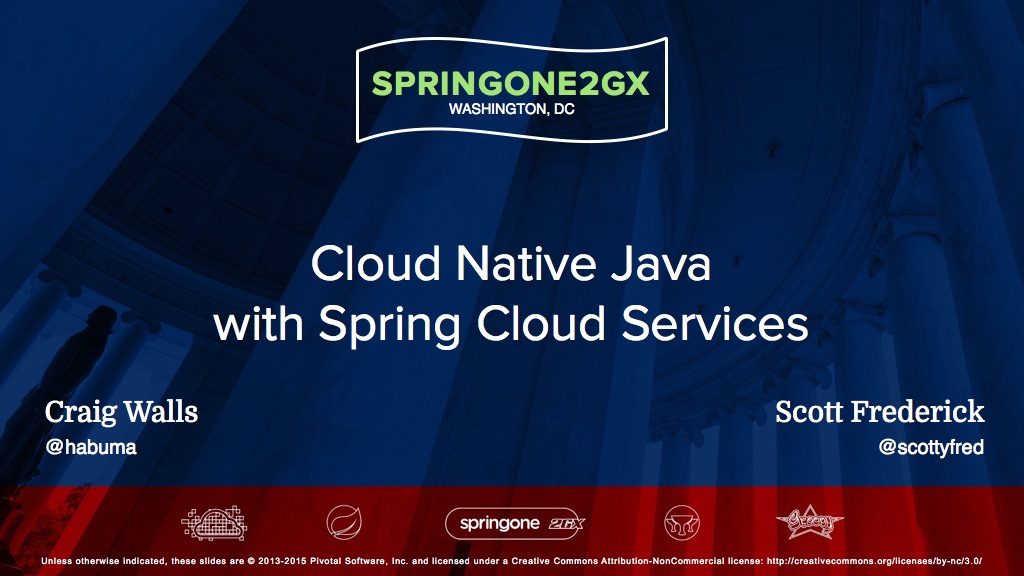 SPRINGONE2GX
WASHINGTON, DC
Cloud Native Java
with Spring Cloud Services
Craig Walls
@habuma
Scott Frederick
@scottyfred
springone 2GX
Groovy
Unless otherwise indicated, these slides are © 2013-2015 Pivotal Software, Inc. and licensed under a Creative Commons Attribution-NonCommercial license: http://creativecommons.org/licenses/by-nc/3.0/